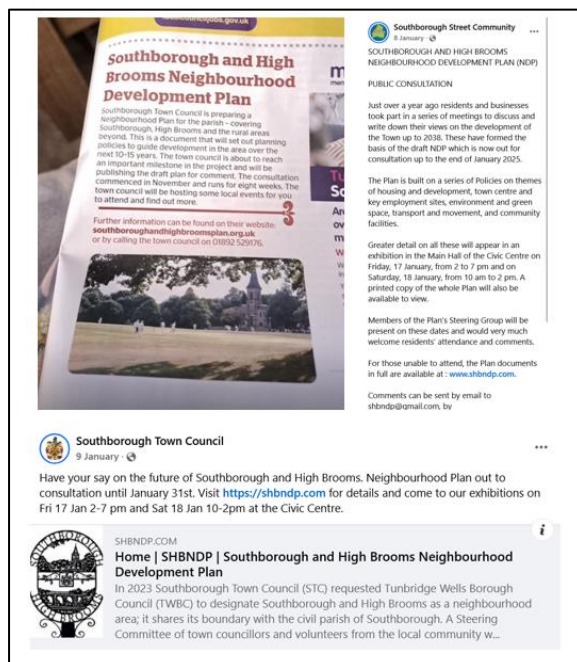 southcounciljobs.gov.uk
Southborough and High
Brooms Neighbourhood
Development Plan
Southborough Town Council is preparing a
Neighbourhood Plan for the parish – covering
Southborough, High Brooms and the rural areas
beyond. This is a document that will set out planning
policies to guide development in the area over the
next 10-15 years. The town council is about to reach
an important milestone in the project and will be
publishing the draft plan for comment. The consultation
commenced in November and runs for eight weeks. The
town council will be hosting some local events for you
to attend and find out more.
Further information can be found on their website:
southboroughandhighbroomsplan.org.uk
or by calling the town council on 01892 529176.
Southborough Street Community
8 January ·
SOUTHBOROUGH AND HIGH BROOMS
NEIGHBOURHOOD DEVELOPMENT PLAN (NDP)
PUBLIC CONSULTATION
Just over a year ago residents and businesses
took part in a series of meetings to discuss and
write down their views on the development of
the Town up to 2038. These have formed the
basis of the draft NDP which is now out for
consultation up to the end of January 2025.
The Plan is built on a series of Policies on themes
of housing and development, town centre and
key employment sites, environment and green
space, transport and movement, and community
facilities.
Greater detail on all these will appear in an
exhibition in the Main Hall of the Civic Centre on
Friday, 17 January, from 2 to 7 pm and on
Saturday, 18 January, from 10 am to 2 pm. A
printed copy of the whole Plan will also be
available to view.
Members of the Plan's Steering Group will be
present on these dates and would very much
welcome residents' attendance and comments.
For those unable to attend, the Plan documents
in full are available at : www.shbndp.com.
Comments can be sent by email to
shbndp@gmail.com, by
Southborough Town Council
9 January ·
Have your say on the future of Southborough and High Brooms. Neighbourhood Plan out to
consultation until January 31st. Visit https://shbndp.com for details and come to our exhibitions on
Fri 17 Jan 2-7 pm and Sat 18 Jan 10-2pm at the Civic Centre.
SOUTHBOROUGH
HIGH BROOMS
SHBNDP.COM
Home | SHBNDP | Southborough and High Brooms Neighbourhood
Development Plan
In 2023 Southborough Town Council (STC) requested Tunbridge Wells Borough
Council (TWBC) to designate Southborough and High Brooms as a neighbourhood
area; it shares its boundary with the civil parish of Southborough. A Steering
Committee of town councillors and volunteers from the local community w...